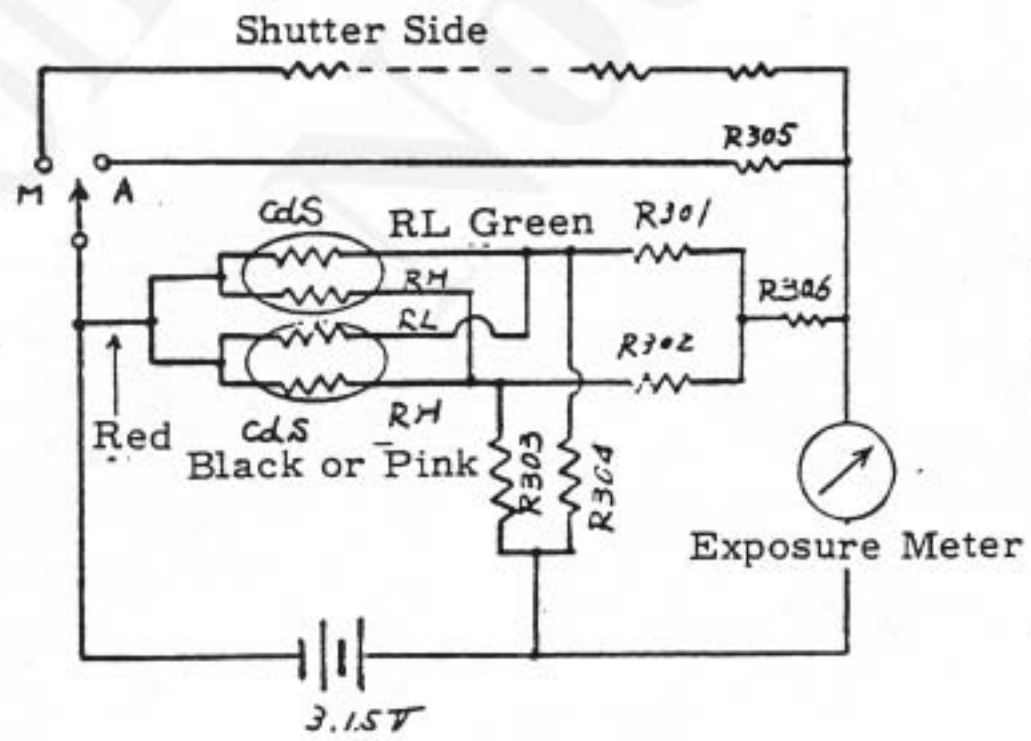 Shutter Side
R305
M A
CdS
RL Green
R301
RH
R306
RL
R302
RH
Red
CdS
Black or Pink
R303
R304
Exposure Meter
3.15V